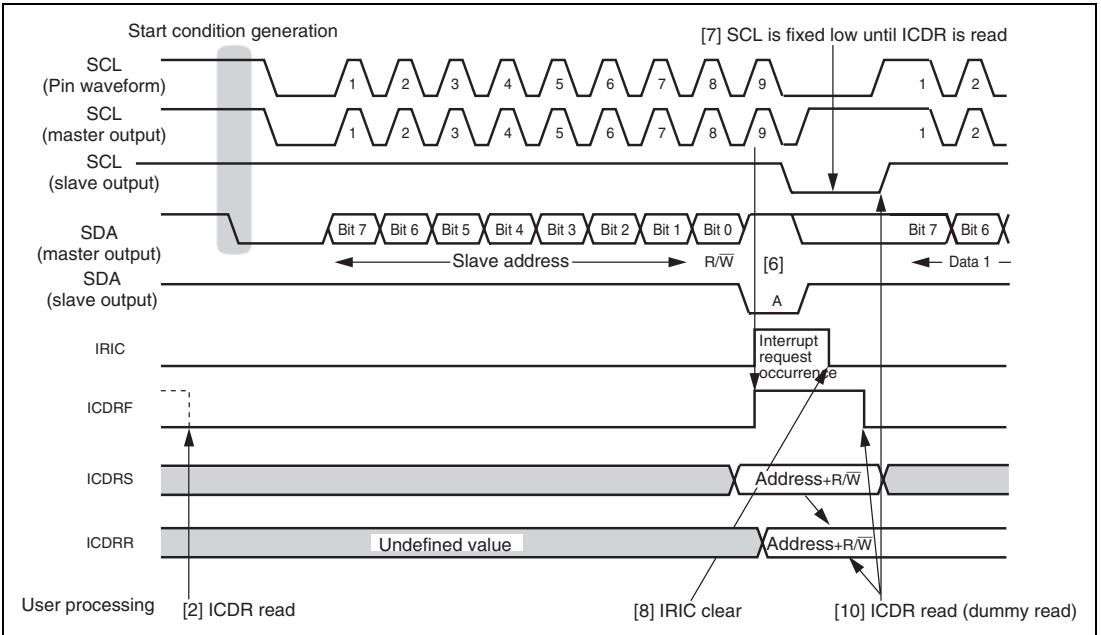 Start condition generation
[7] SCL is fixed low until ICDR is read
SCL
(Pin waveform)
1 2 3 4 5 6 7 8 9 1 2
SCL
(master output)
1 2 3 4 5 6 7 8 9 1 2
SCL
(slave output)
SDA
(master output)
Bit 7 Bit 6 Bit 5 Bit 4 Bit 3 Bit 2 Bit 1 Bit 0 Bit 7 Bit 6
Slave address R/W̅ [6] Data 1
SDA
(slave output)
A
IRIC
Interrupt
request
occurrence
ICDRF
ICDRS
Address+R/W̅
ICDRR
Undefined value
Address+R/W̅
User processing
[2] ICDR read
[8] IRIC clear
[10] ICDR read (dummy read)